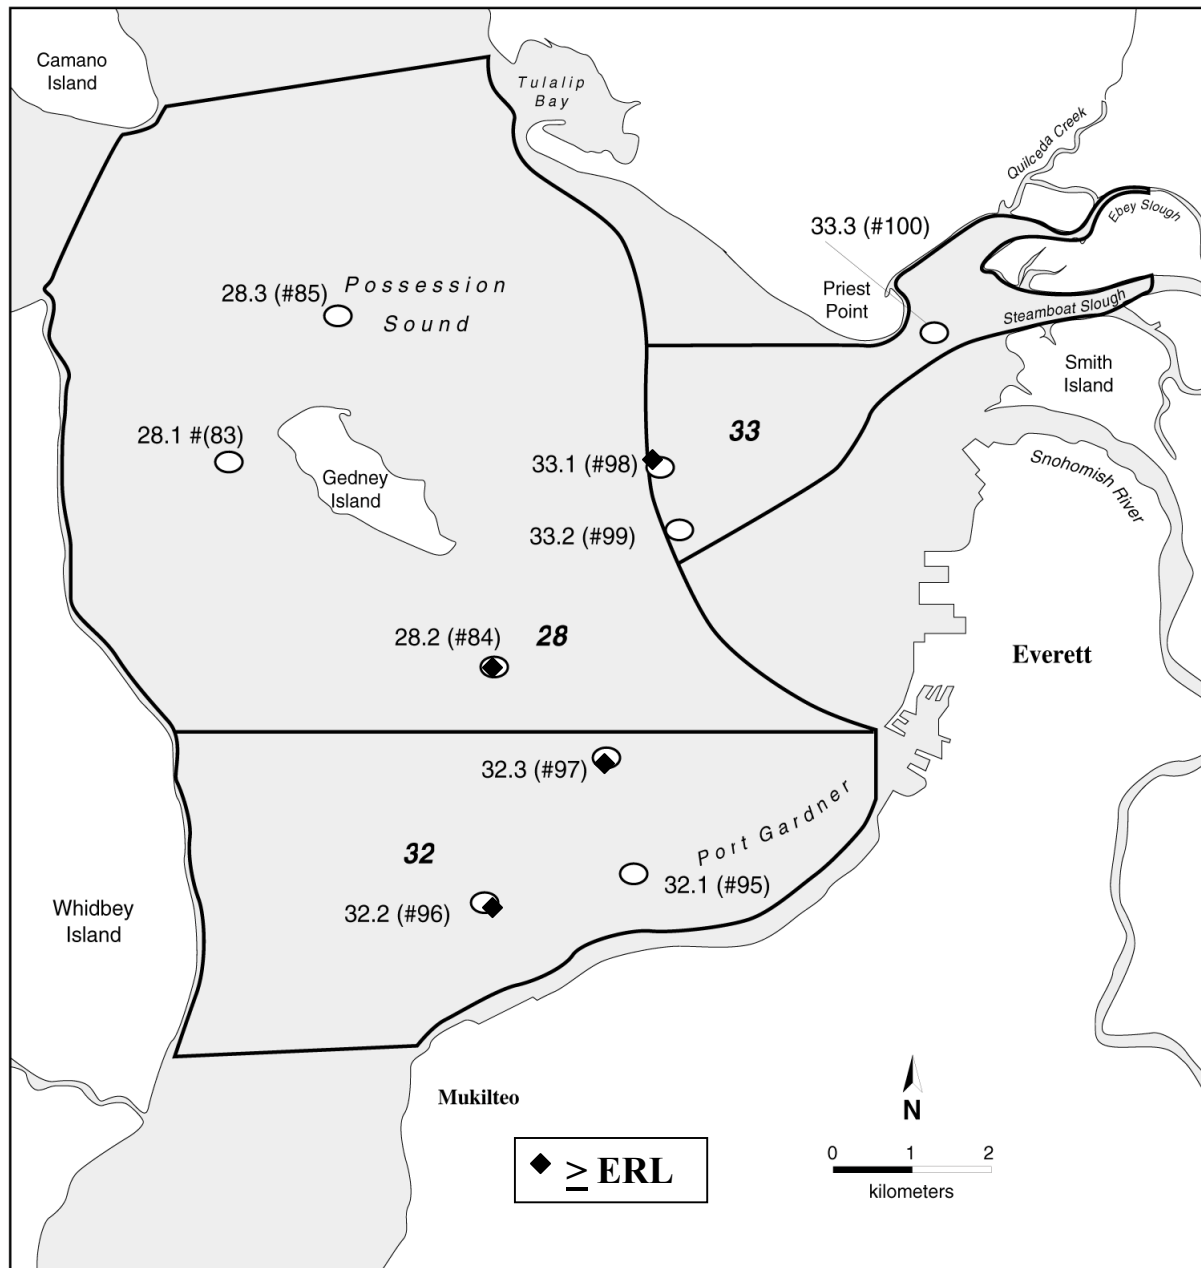 Camano
Island
Tulalip
Bay
Quilceda Creek
Ebey Slough
33.3 (#100)
Priest
Point
Steamboat Slough
28.3 (#85)
Possession
Sound
Smith
Island
28.1 #(83)
33
Gedney
Island
33.1 (#98)
Snohomish River
33.2 (#99)
28.2 (#84)
28
Everett
32.3 (#97)
Port Gardner
32
32.1 (#95)
32.2 (#96)
Whidbey
Island
Mukilteo
N
≥ ERL
0 1 2
kilometers